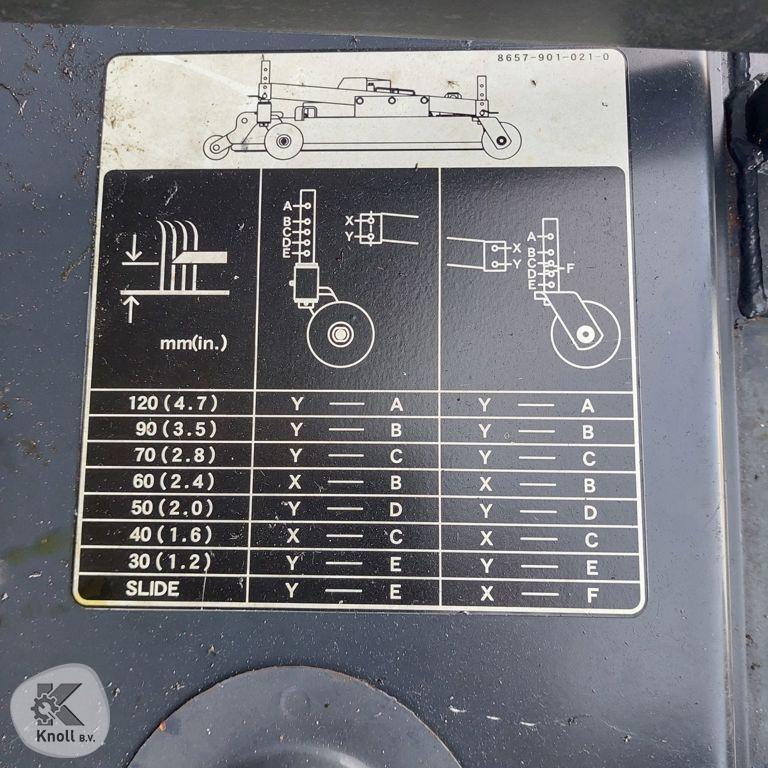 8657-901-021-0
A
B
C
D
E
X
Y
X
Y
A
B
C
D
E
F
mm(in.)
120(4.7) Y — A Y — A
90(3.5) Y — B Y — B
70(2.8) Y — C Y — C
60(2.4) X — B X — B
50(2.0) Y — D Y — D
40(1.6) X — C X — C
30(1.2) Y — E Y — E
SLIDE Y — E X — F
K
Knoll B.V.